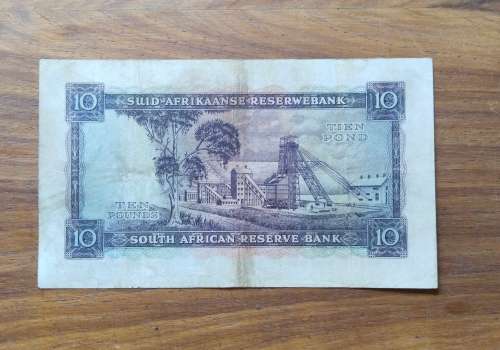 10 SUID-AFRIKAANSE RESERWEBANK 10
TIEN
POND
TEN
POUNDS
10 SOUTH AFRICAN RESERVE BANK 10